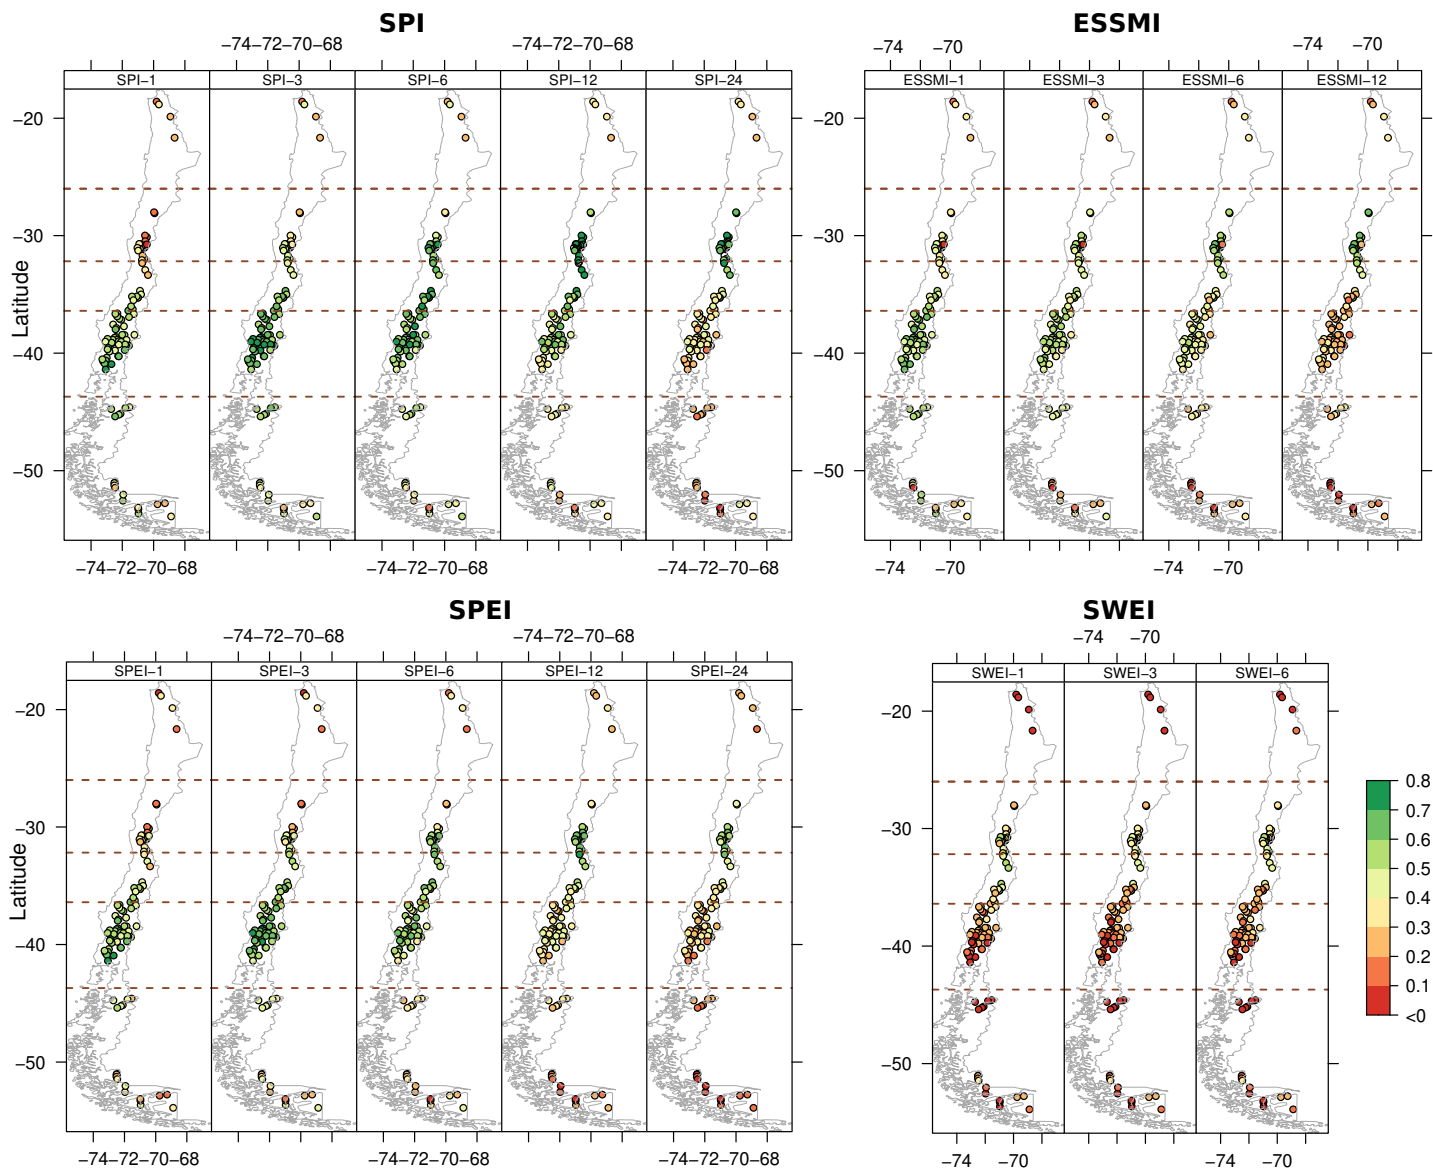 SPI
−74−72−70−68 −74−72−70−68
SPI−1 SPI−3 SPI−6 SPI−12 SPI−24
−20
−30
−40
−50
Latitude
−74−72−70−68 −74−72−70−68 −74−72−70−68
ESSMI
−74 −70 −74 −70
ESSMI−1 ESSMI−3 ESSMI−6 ESSMI−12
−20
−30
−40
−50
−74 −70 −74 −70
SPEI
−74−72−70−68 −74−72−70−68
SPEI−1 SPEI−3 SPEI−6 SPEI−12 SPEI−24
−20
−30
−40
−50
Latitude
−74−72−70−68 −74−72−70−68 −74−72−70−68
SWEI
−74 −70
SWEI−1 SWEI−3 SWEI−6
−20
−30
−40
−50
−74 −70 −74 −70
0.8
0.7
0.6
0.5
0.4
0.3
0.2
0.1
<0